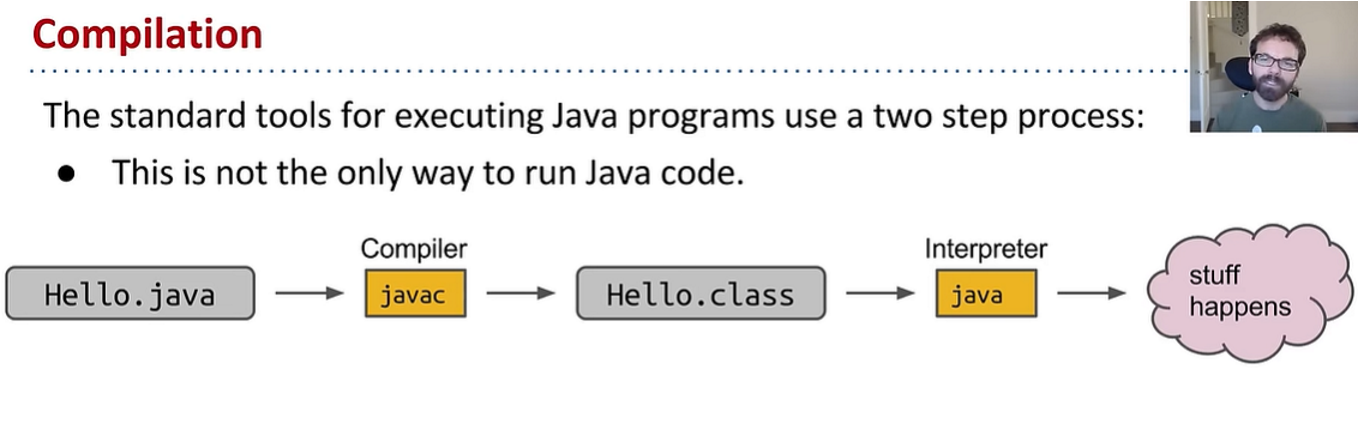 Compilation
The standard tools for executing Java programs use a two step process:
● This is not the only way to run Java code.
Compiler
Interpreter
Hello.java
javac
Hello.class
java
stuff
happens